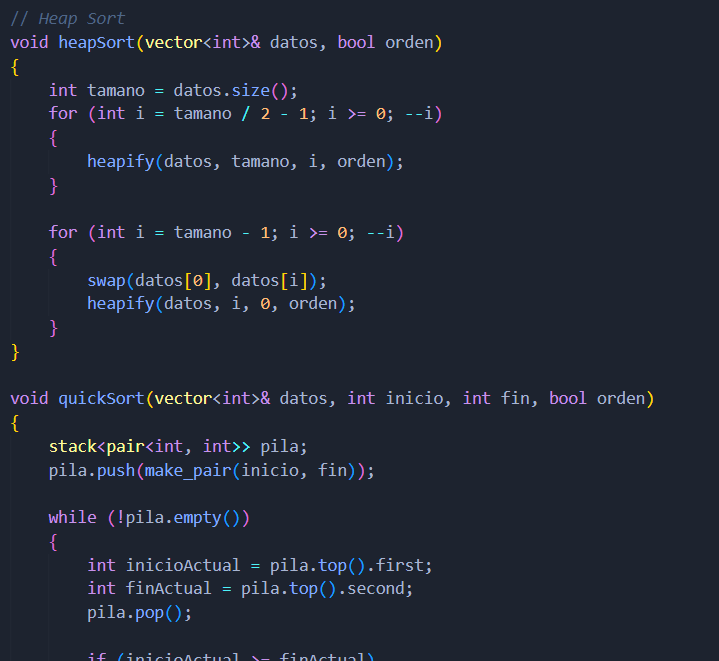 // Heap Sort
void heapSort(vector<int>& datos, bool orden)
{
    int tamano = datos.size();
    for (int i = tamano / 2 - 1; i >= 0; --i)
    {
        heapify(datos, tamano, i, orden);
    }

    for (int i = tamano - 1; i >= 0; --i)
    {
        swap(datos[0], datos[i]);
        heapify(datos, i, 0, orden);
    }
}

void quickSort(vector<int>& datos, int inicio, int fin, bool orden)
{
    stack<pair<int, int>> pila;
    pila.push(make_pair(inicio, fin));

    while (!pila.empty())
    {
        int inicioActual = pila.top().first;
        int finActual = pila.top().second;
        pila.pop();

        if (inicioActual >= finActual)